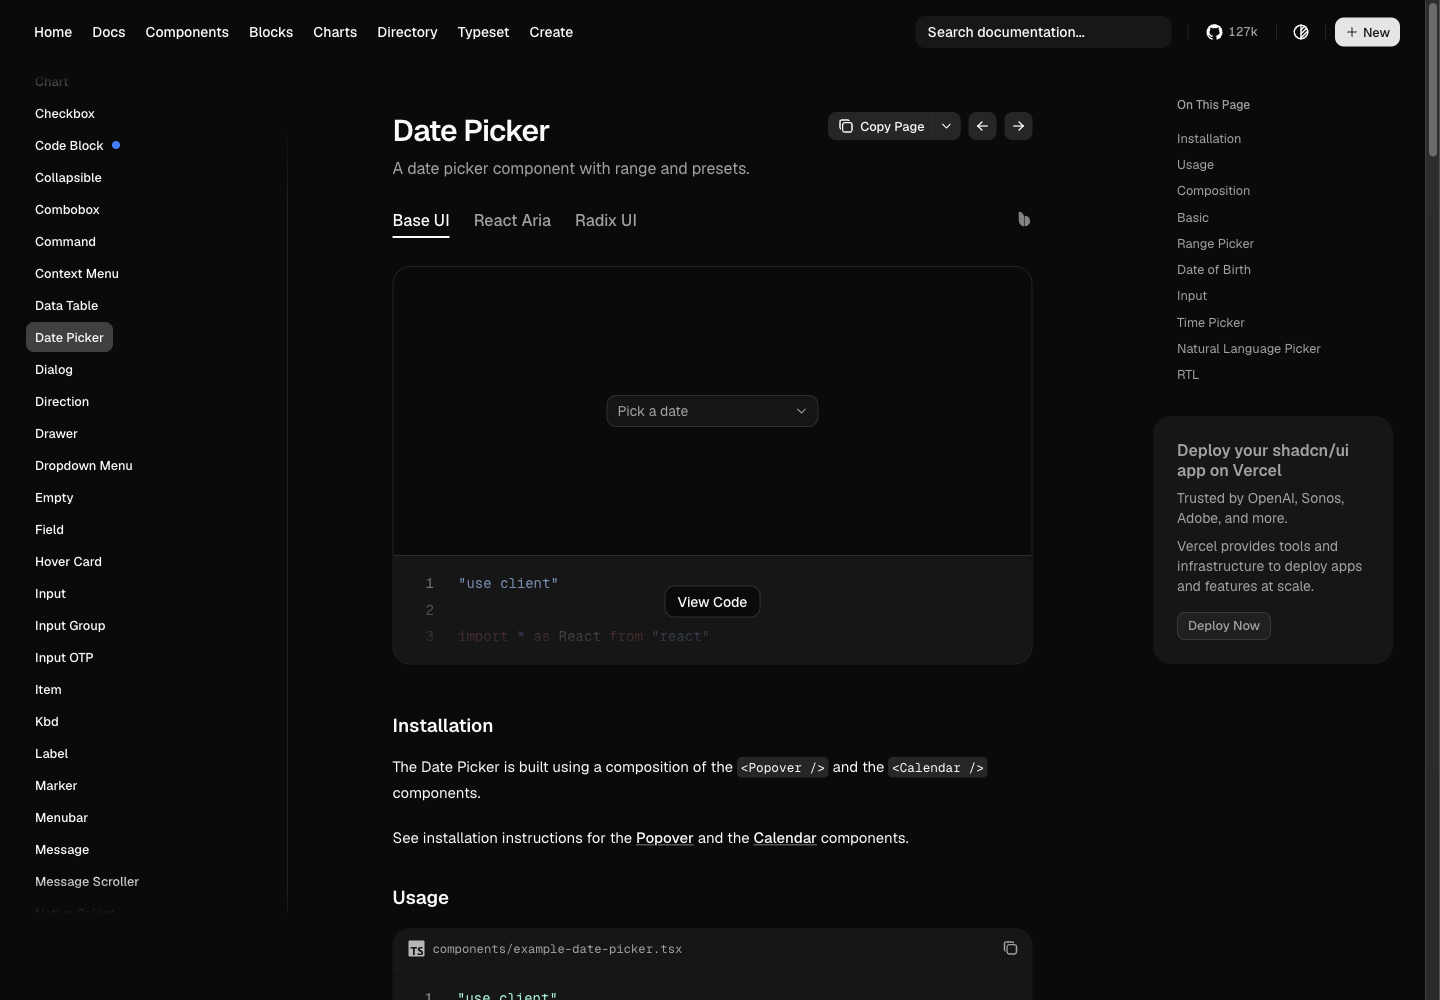 Home Docs Components Blocks Charts Directory Typeset Create
Search documentation...
127k
New
Chart
Checkbox
Code Block
Collapsible
Combobox
Command
Context Menu
Data Table
Date Picker
Dialog
Direction
Drawer
Dropdown Menu
Empty
Field
Hover Card
Input
Input Group
Input OTP
Item
Kbd
Label
Marker
Menubar
Message
Message Scroller
Native Select
Date Picker
Copy Page
A date picker component with range and presets.
Base UI React Aria Radix UI
Pick a date
1 "use client"
2
View Code
3 import * as React from "react"
Installation
The Date Picker is built using a composition of the <Popover /> and the <Calendar />
components.
See installation instructions for the Popover and the Calendar components.
Usage
TS components/example-date-picker.tsx
1 "use client"
On This Page
Installation
Usage
Composition
Basic
Range Picker
Date of Birth
Input
Time Picker
Natural Language Picker
RTL
Deploy your shadcn/ui
app on Vercel
Trusted by OpenAI, Sonos,
Adobe, and more.
Vercel provides tools and
infrastructure to deploy apps
and features at scale.
Deploy Now